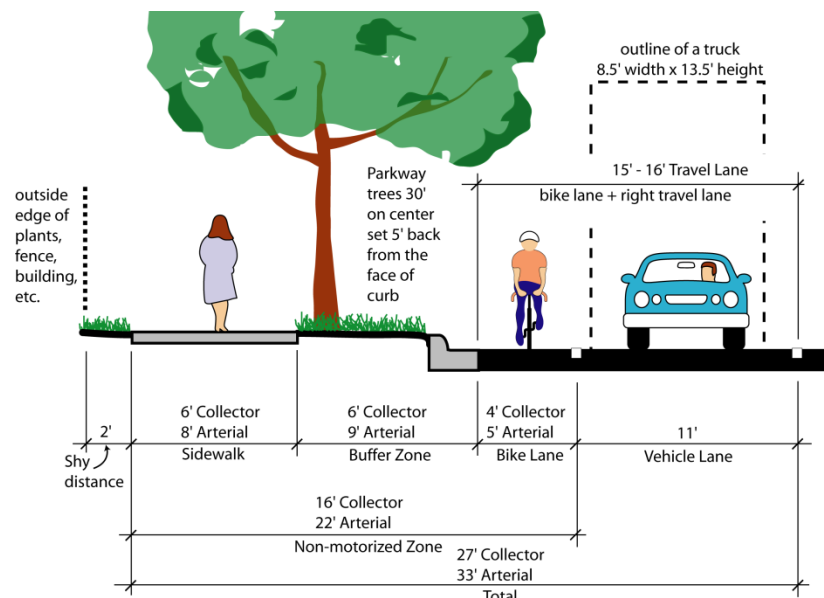 outline of a truck
8.5' width x 13.5' height
15' - 16' Travel Lane
bike lane + right travel lane
outside
edge of
plants,
fence,
building,
etc.
Parkway
trees 30'
on center
set 5' back
from the
face of
curb
2'
Shy
distance
6' Collector
8' Arterial
Sidewalk
6' Collector
9' Arterial
Buffer Zone
4' Collector
5' Arterial
Bike Lane
11'
Vehicle Lane
16' Collector
22' Arterial
Non-motorized Zone
27' Collector
33' Arterial
Total